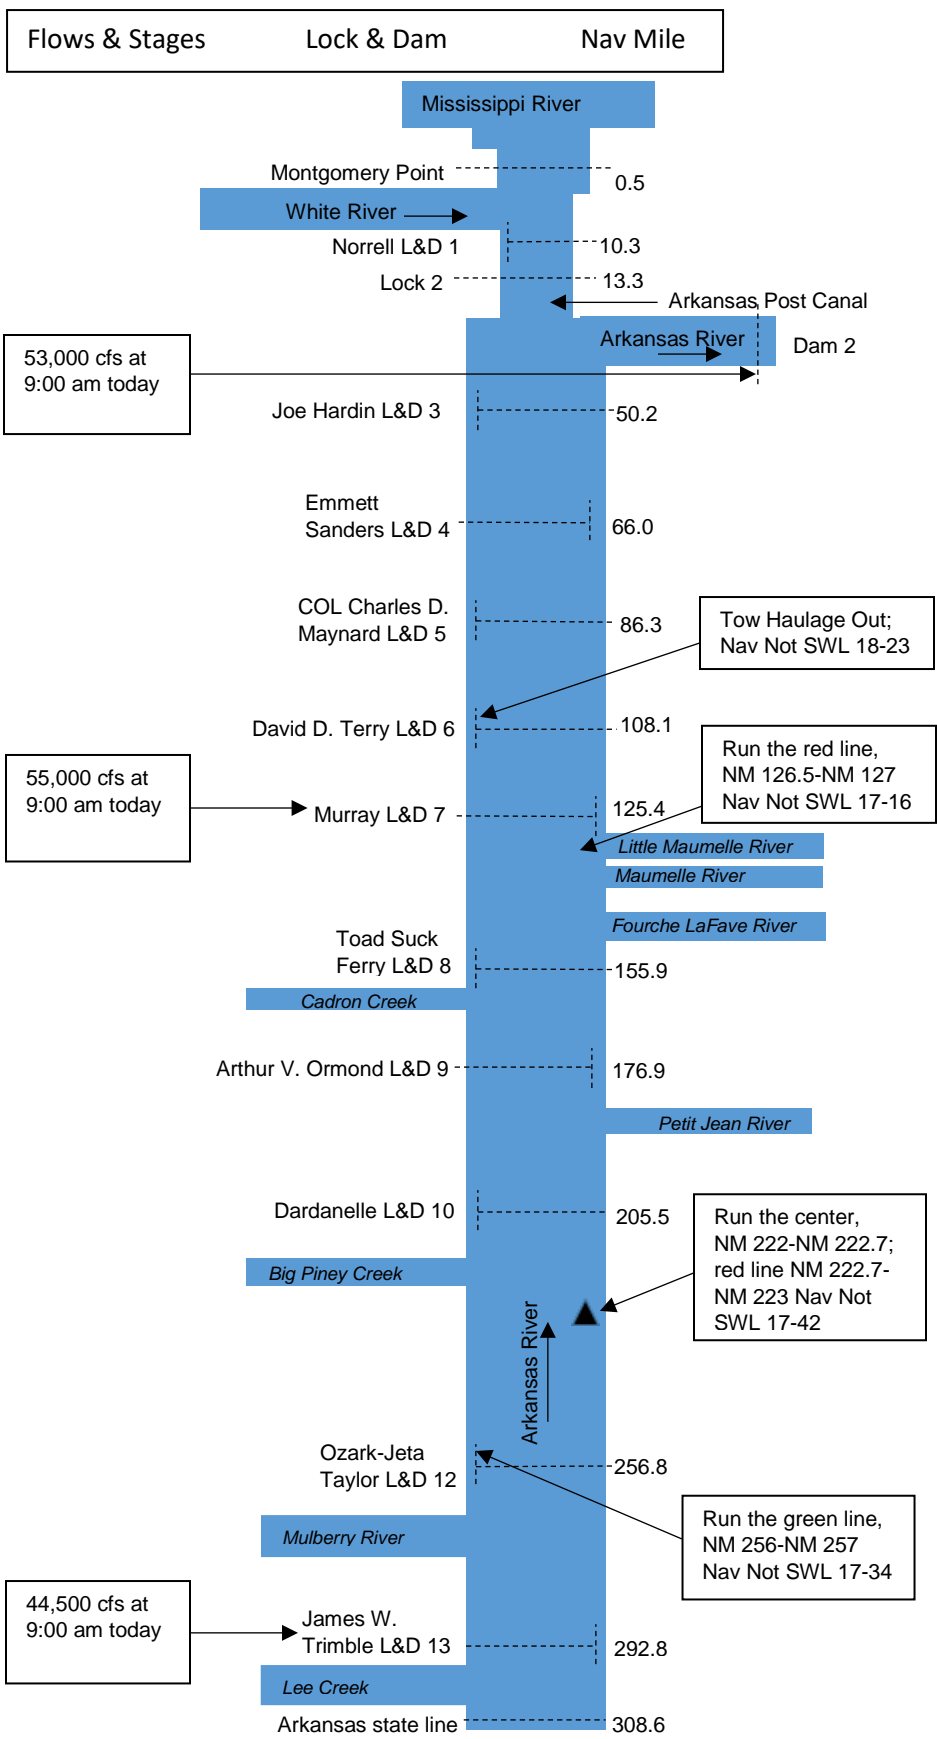 Flows & Stages Lock & Dam Nav Mile
Mississippi River
Montgomery Point 0.5
White River
Norrell L&D 1 10.3
Lock 2 13.3
Arkansas Post Canal
Arkansas River
Dam 2
53,000 cfs at
9:00 am today
Joe Hardin L&D 3 50.2
Emmett
Sanders L&D 4 66.0
COL Charles D.
Maynard L&D 5 86.3
Tow Haulage Out;
Nav Not SWL 18-23
David D. Terry L&D 6 108.1
Run the red line,
NM 126.5-NM 127
Nav Not SWL 17-16
55,000 cfs at
9:00 am today
Murray L&D 7 125.4
Little Maumelle River
Maumelle River
Fourche LaFave River
Toad Suck
Ferry L&D 8 155.9
Cadron Creek
Arthur V. Ormond L&D 9 176.9
Petit Jean River
Dardanelle L&D 10 205.5
Run the center,
NM 222-NM 222.7;
red line NM 222.7-
NM 223 Nav Not
SWL 17-42
Big Piney Creek
Arkansas River
Ozark-Jeta
Taylor L&D 12 256.8
Run the green line,
NM 256-NM 257
Nav Not SWL 17-34
Mulberry River
44,500 cfs at
9:00 am today
James W.
Trimble L&D 13 292.8
Lee Creek
Arkansas state line 308.6